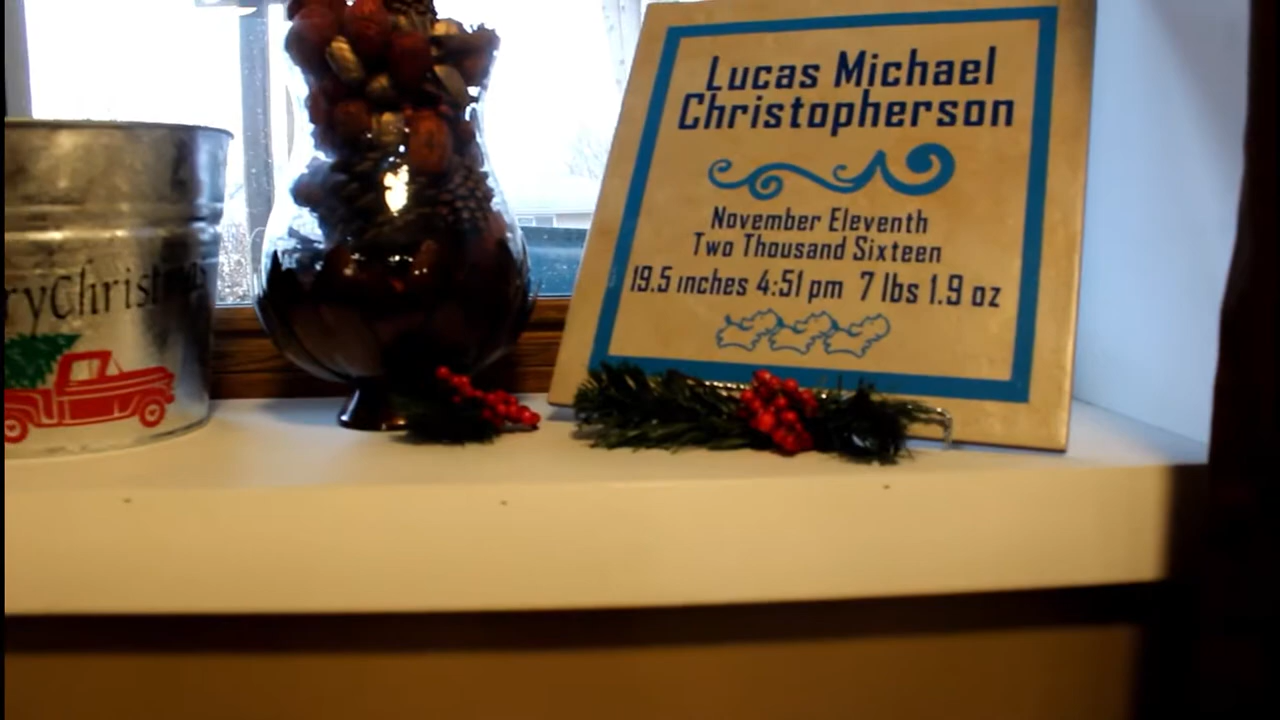 Lucas Michael
Christopherson
November Eleventh
Two Thousand Sixteen
19.5 inches 4:51 pm 7 lbs 1.9 oz